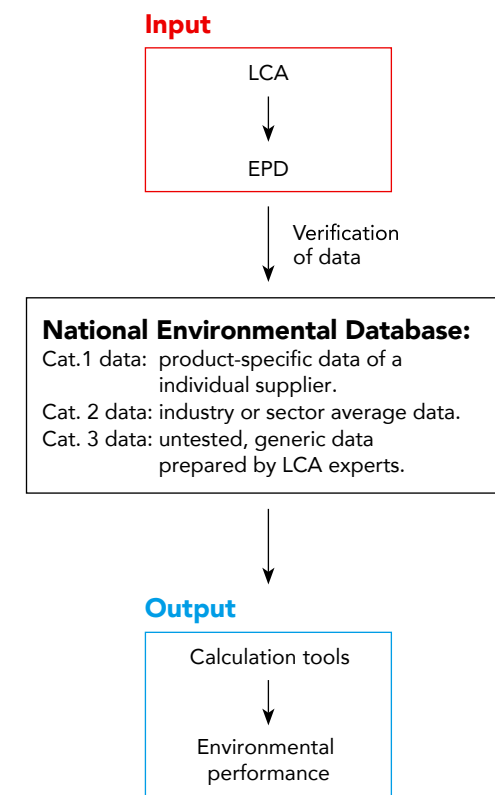 Input
LCA
EPD
Verification
of data
National Environmental Database:
Cat.1 data: product-specific data of a
individual supplier.
Cat. 2 data: industry or sector average data.
Cat. 3 data: untested, generic data
prepared by LCA experts.
Output
Calculation tools
Environmental
performance